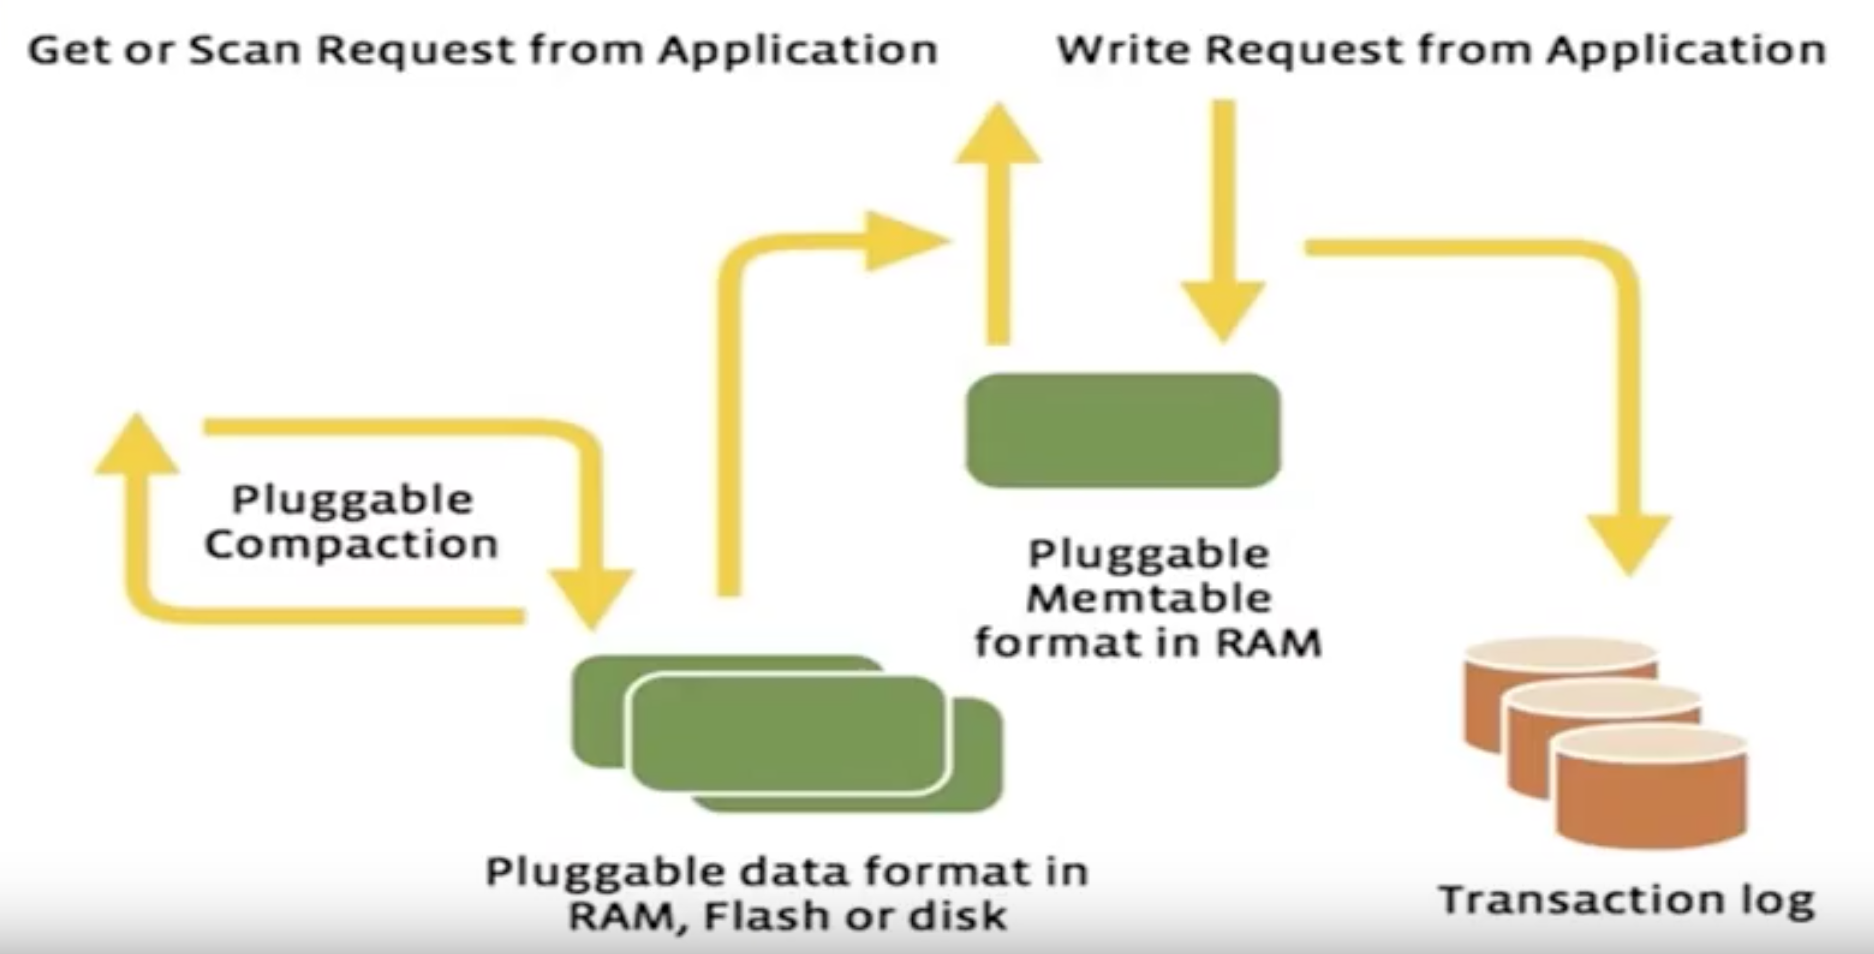 Get or Scan Request from Application
Write Request from Application
Pluggable
Compaction
Pluggable
Memtable
format in RAM
Pluggable data format in
RAM, Flash or disk
Transaction log